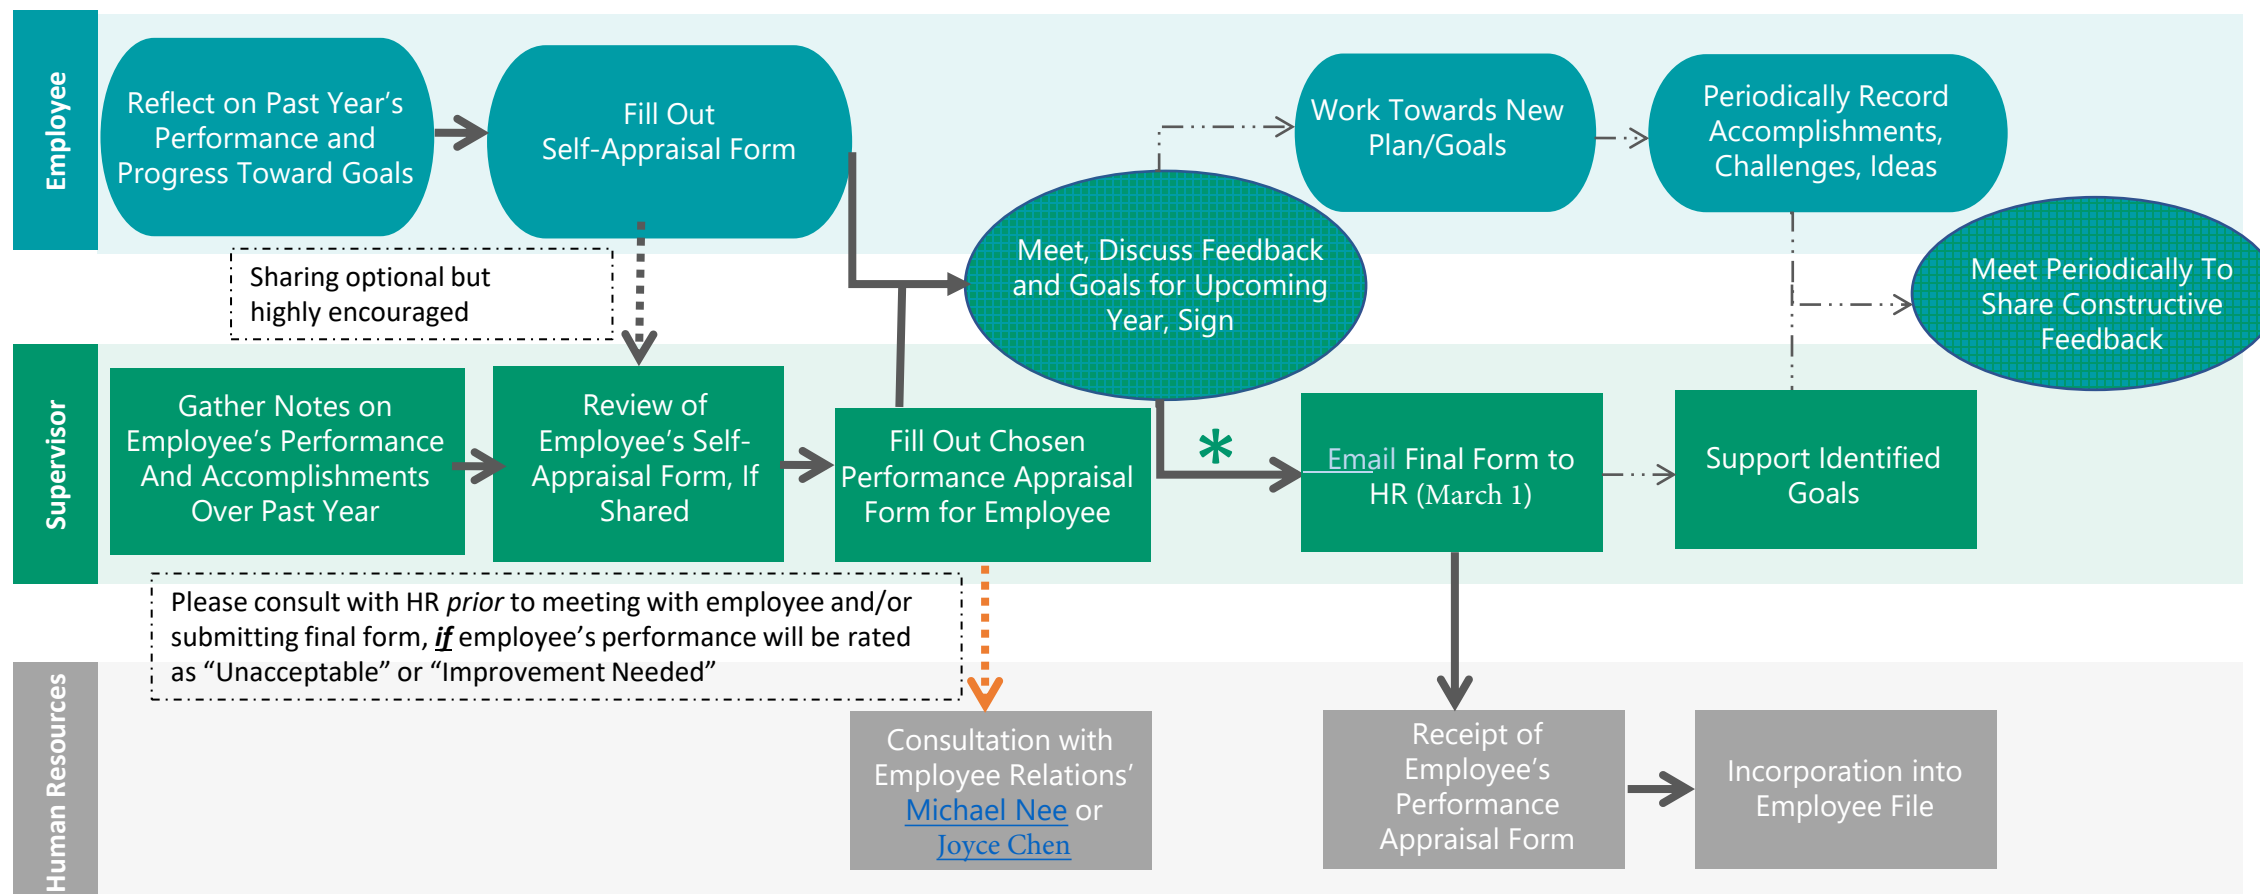 Employee
Reflect on Past Year’s
Performance and
Progress Toward Goals
Fill Out
Self-Appraisal Form
Work Towards New
Plan/Goals
Periodically Record
Accomplishments,
Challenges, Ideas
Sharing optional but
highly encouraged
Meet, Discuss Feedback
and Goals for Upcoming
Year, Sign
Meet Periodically To
Share Constructive
Feedback
Supervisor
Gather Notes on
Employee’s Performance
And Accomplishments
Over Past Year
Review of
Employee’s Self-
Appraisal Form, If
Shared
Fill Out Chosen
Performance Appraisal
Form for Employee
*
Email Final Form to
HR (March 1)
Support Identified
Goals
Please consult with HR prior to meeting with employee and/or
submitting final form, if employee’s performance will be rated
as “Unacceptable” or “Improvement Needed”
Human Resources
Consultation with
Employee Relations’
Michael Nee or
Joyce Chen
Receipt of
Employee’s
Performance
Appraisal Form
Incorporation into
Employee File